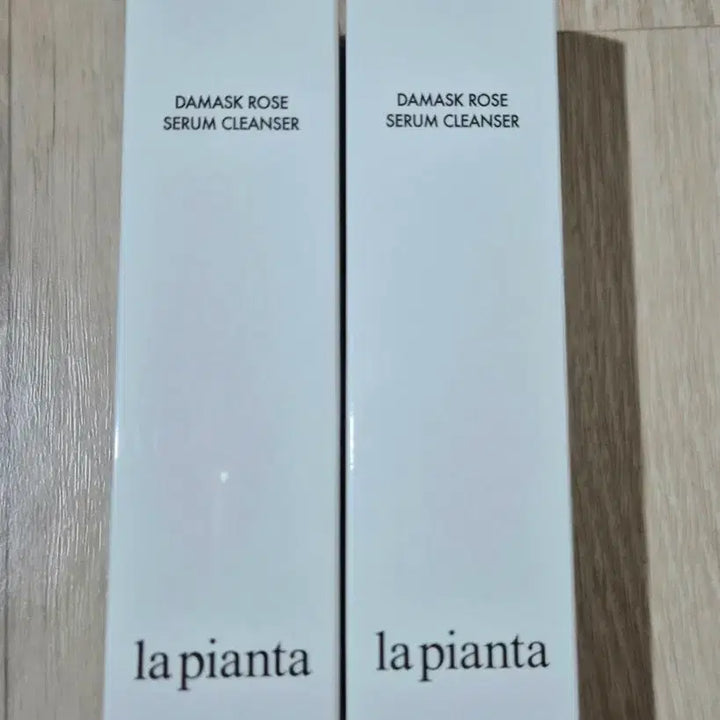 DAMASK ROSE
SERUM CLEANSER
la pianta
DAMASK ROSE
SERUM CLEANSER
la pianta